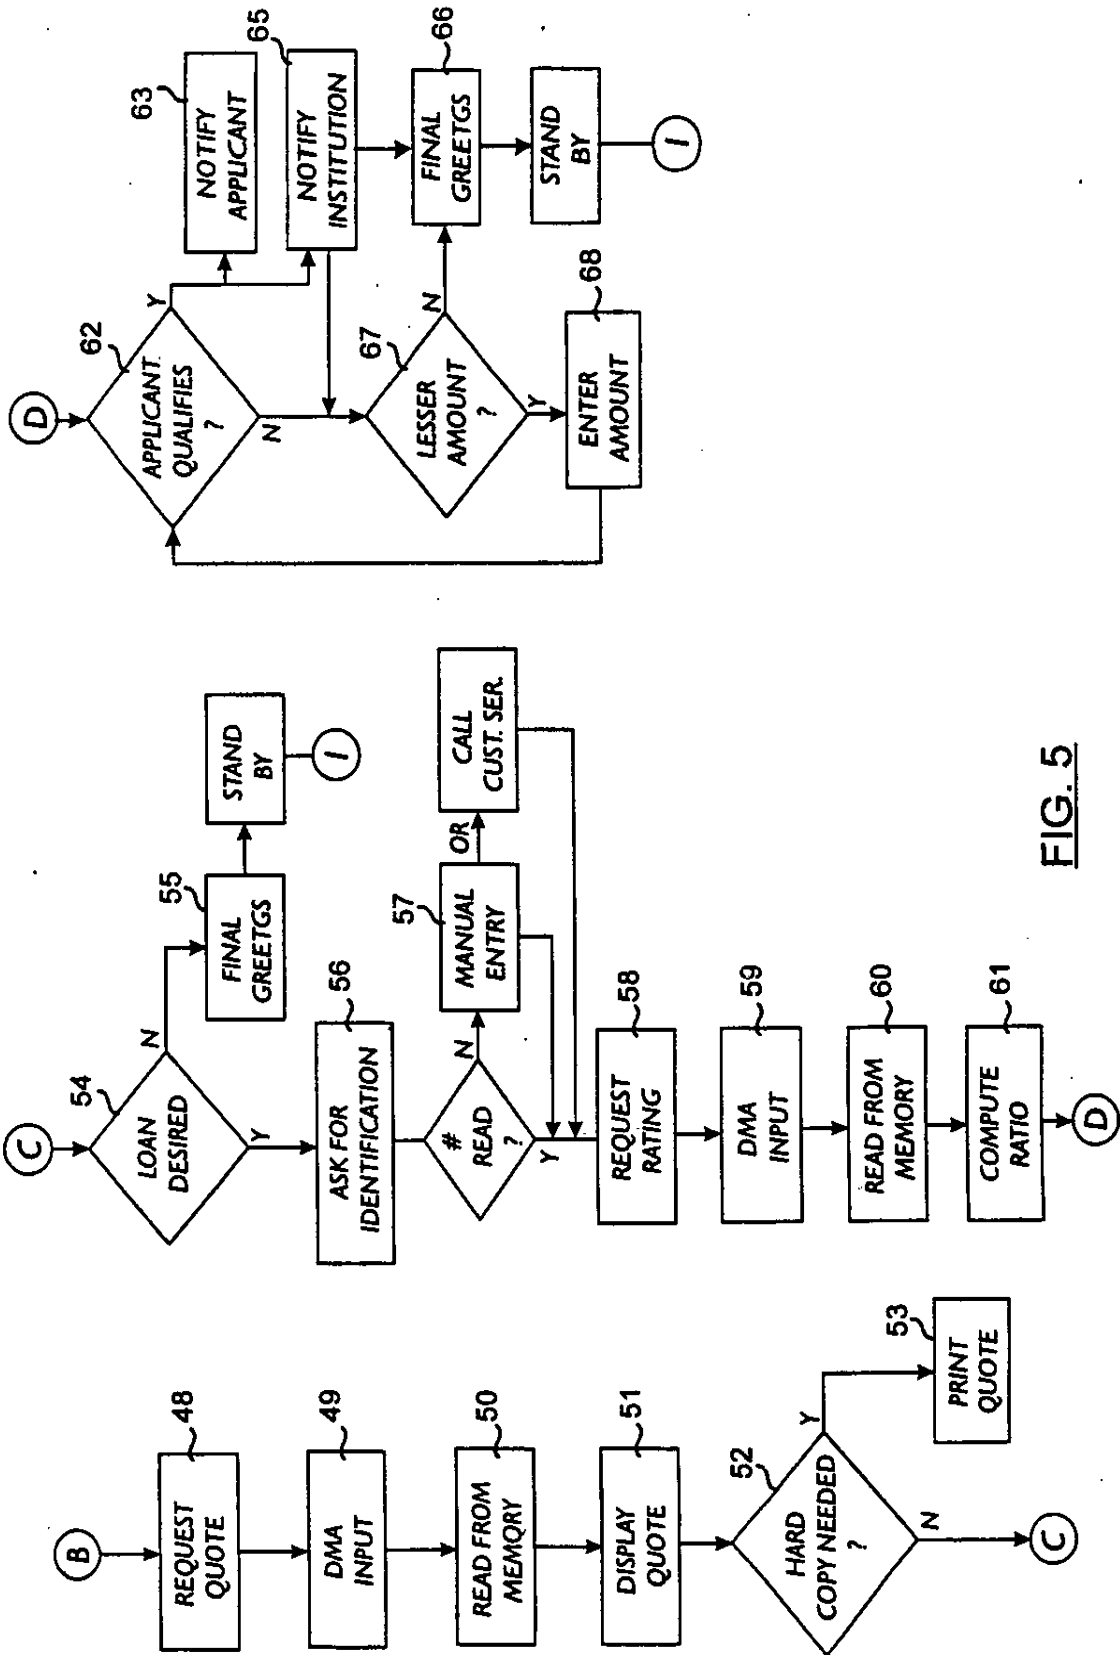 B
48
REQUEST
QUOTE
49
DMA
INPUT
50
READ FROM
MEMORY
51
DISPLAY
QUOTE
52
HARD
COPY NEEDED
?
Y
N
53
PRINT
QUOTE
C
C
54
LOAN
DESIRED
N
Y
55
FINAL
GREETGS
STAND
BY
I
56
ASK FOR
IDENTIFICATION
#
READ
?
N
Y
57
MANUAL
ENTRY
OR
CALL
CUST. SER.
58
REQUEST
RATING
59
DMA
INPUT
60
READ FROM
MEMORY
61
COMPUTE
RATIO
D
D
62
APPLICANT
QUALIFIES
?
Y
N
63
NOTIFY
APPLICANT
65
NOTIFY
INSTITUTION
67
LESSER
AMOUNT
?
N
Y
66
FINAL
GREETGS
STAND
BY
I
68
ENTER
AMOUNT
FIG. 5